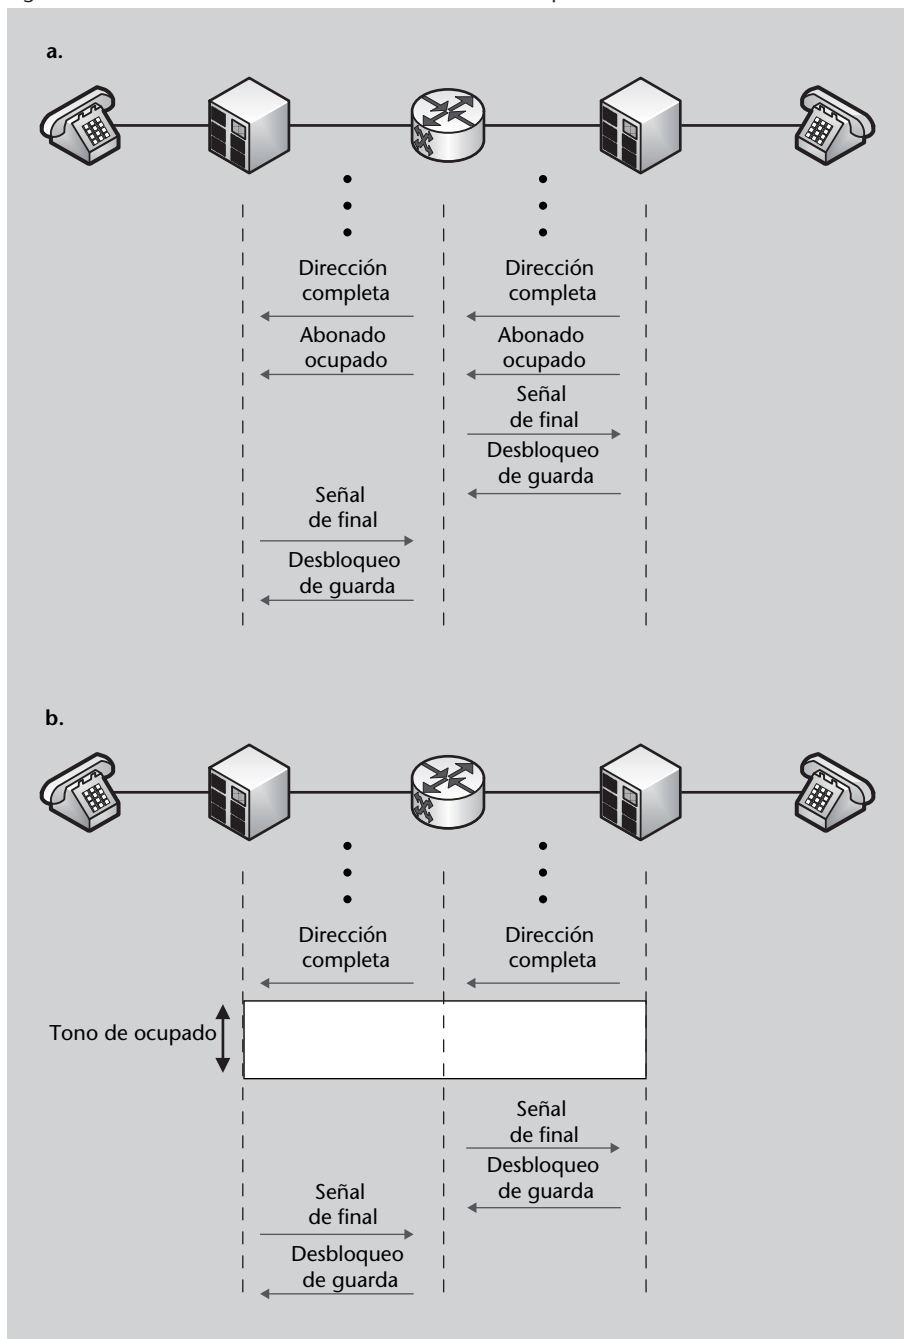 a.
Dirección
completa
Dirección
completa
Abonado
ocupado
Abonado
ocupado
Señal
de final
Desbloqueo
de guarda
Señal
de final
Desbloqueo
de guarda
b.
Dirección
completa
Dirección
completa
Tono de ocupado
Señal
de final
Desbloqueo
de guarda
Señal
de final
Desbloqueo
de guarda